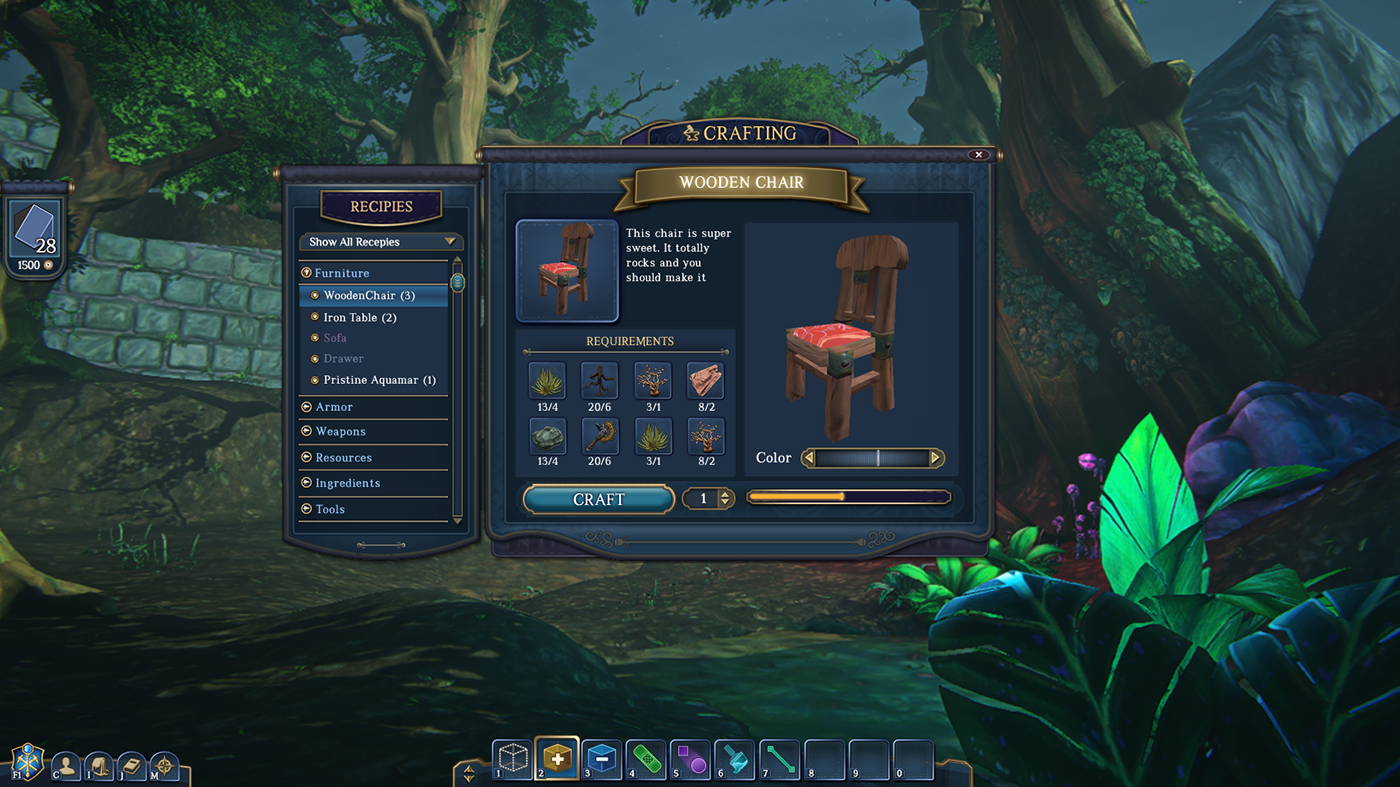 CRAFTING
WOODEN CHAIR
RECIPIES
Show All Recepies
Furniture
WoodenChair (3)
Iron Table (2)
Sofa
Drawer
Pristine Aquamar (1)
Armor
Weapons
Resources
Ingredients
Tools
This chair is super
sweet. It totally
rocks and you
should make it
REQUIREMENTS
13/4 20/6 3/1 8/2
13/4 20/6 3/1 8/2
Color
CRAFT
1
28
1500
F1 C I J M
1 2 3 4 5 6 7 8 9 0